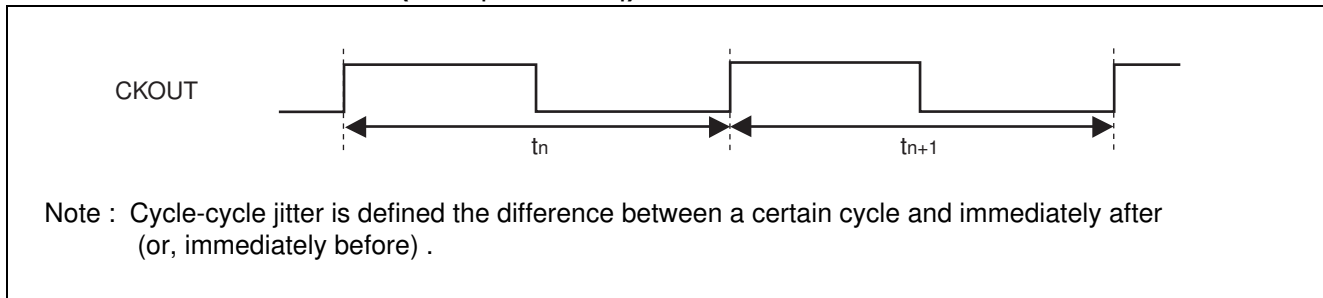 CKOUT
tn
tn+1
Note : Cycle-cycle jitter is defined the difference between a certain cycle and immediately after
(or, immediately before) .